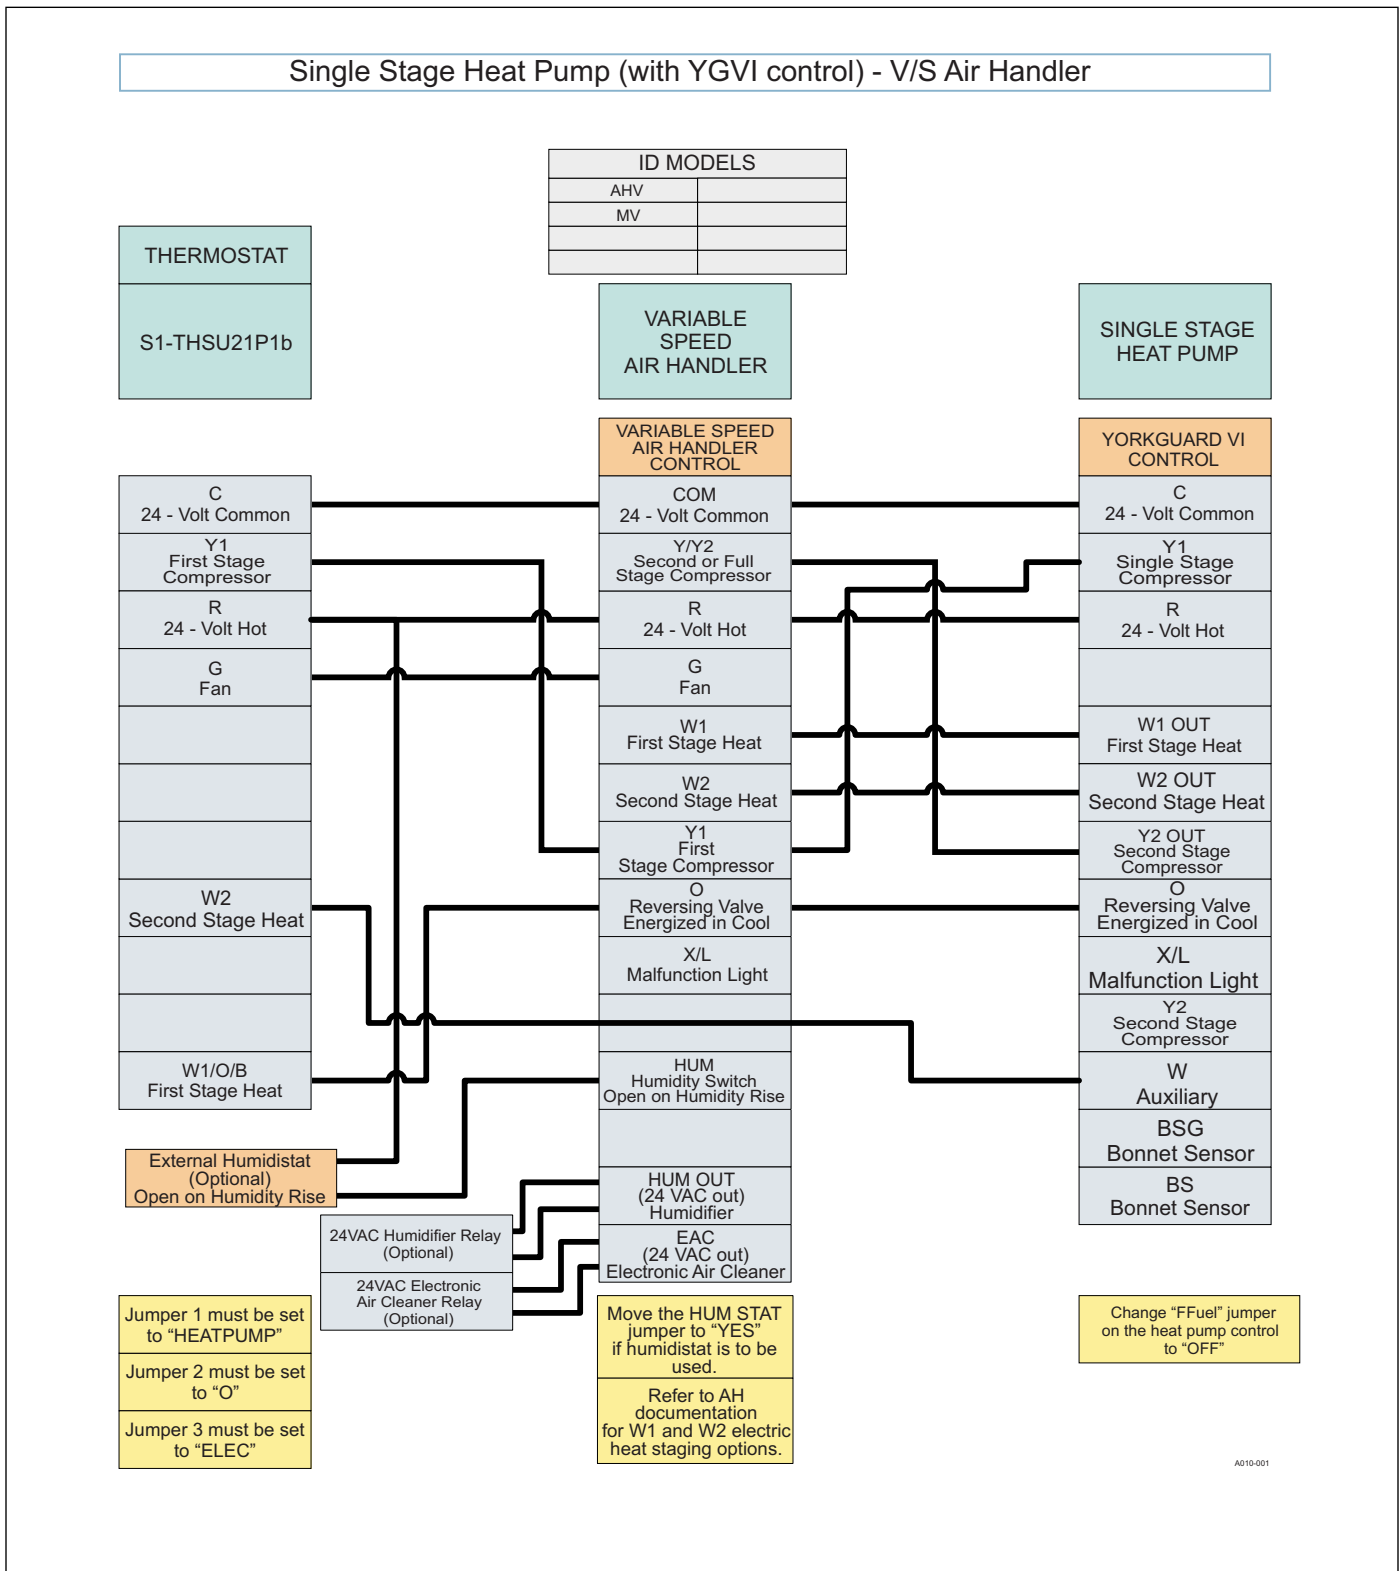 Single Stage Heat Pump (with YGVI control) - V/S Air Handler
ID MODELS
AHV
MV
THERMOSTAT
S1-THSU21P1b
VARIABLE
SPEED
AIR HANDLER
SINGLE STAGE
HEAT PUMP
VARIABLE SPEED
AIR HANDLER
CONTROL
YORKGUARD VI
CONTROL
C
24 - Volt Common
Y1
First Stage
Compressor
R
24 - Volt Hot
G
Fan
W2
Second Stage Heat
W1/O/B
First Stage Heat
External Humidistat
(Optional)
Open on Humidity Rise
24VAC Humidifier Relay
(Optional)
24VAC Electronic
Air Cleaner Relay
(Optional)
Jumper 1 must be set
to “HEATPUMP”
Jumper 2 must be set
to “O”
Jumper 3 must be set
to “ELEC”
COM
24 - Volt Common
Y/Y2
Second or Full
Stage Compressor
R
24 - Volt Hot
G
Fan
W1
First Stage Heat
W2
Second Stage Heat
Y1
First
Stage Compressor
O
Reversing Valve
Energized in Cool
X/L
Malfunction Light
HUM
Humidity Switch
Open on Humidity Rise
HUM OUT
(24 VAC out)
Humidifier
EAC
(24 VAC out)
Electronic Air Cleaner
Move the HUM STAT
jumper to “YES”
if humidistat is to be
used.
Refer to AH
documentation
for W1 and W2 electric
heat staging options.
C
24 - Volt Common
Y1
Single Stage
Compressor
R
24 - Volt Hot
W1 OUT
First Stage Heat
W2 OUT
Second Stage Heat
Y2 OUT
Second Stage
Compressor
O
Reversing Valve
Energized in Cool
X/L
Malfunction Light
Y2
Second Stage
Compressor
W
Auxiliary
BSG
Bonnet Sensor
BS
Bonnet Sensor
Change “FFuel” jumper
on the heat pump control
to “OFF”
A010-001